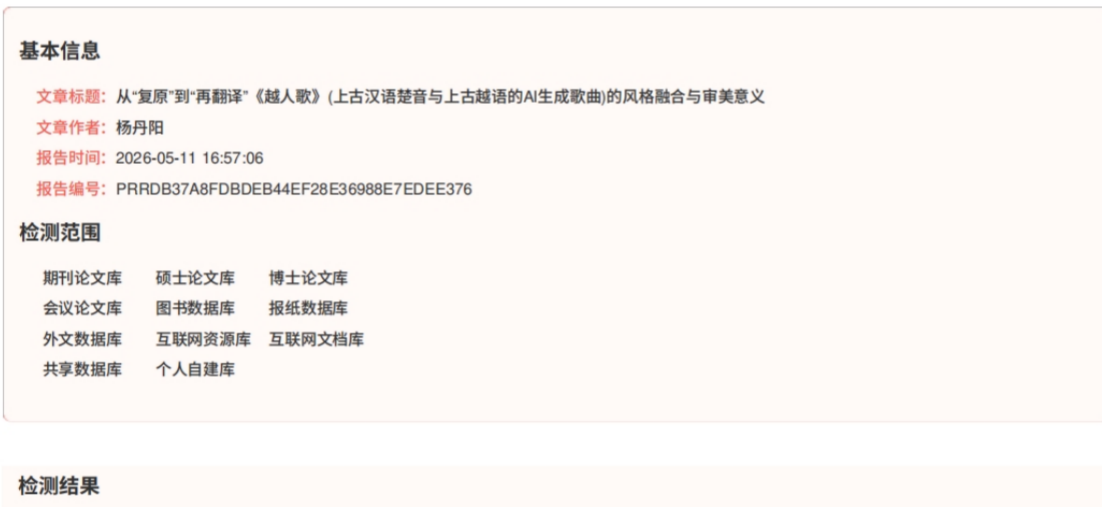 基本信息
文章标题：从“复原”到“再翻译”《越人歌》(上古汉语楚音与上古越语的AI生成歌曲)的风格融合与审美意义
文章作者：杨丹阳
报告时间：2026-05-11 16:57:06
报告编号：PRRDB37A8FDBDEB44EF28E36988E7EDEE376
检测范围
期刊论文库 硕士论文库 博士论文库
会议论文库 图书数据库 报纸数据库
外文数据库 互联网资源库 互联网文档库
共享数据库 个人自建库
检测结果